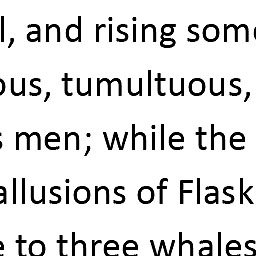 l, and rising some
ous, tumultuous,
s men; while the
allusions of Flask
e to three whales